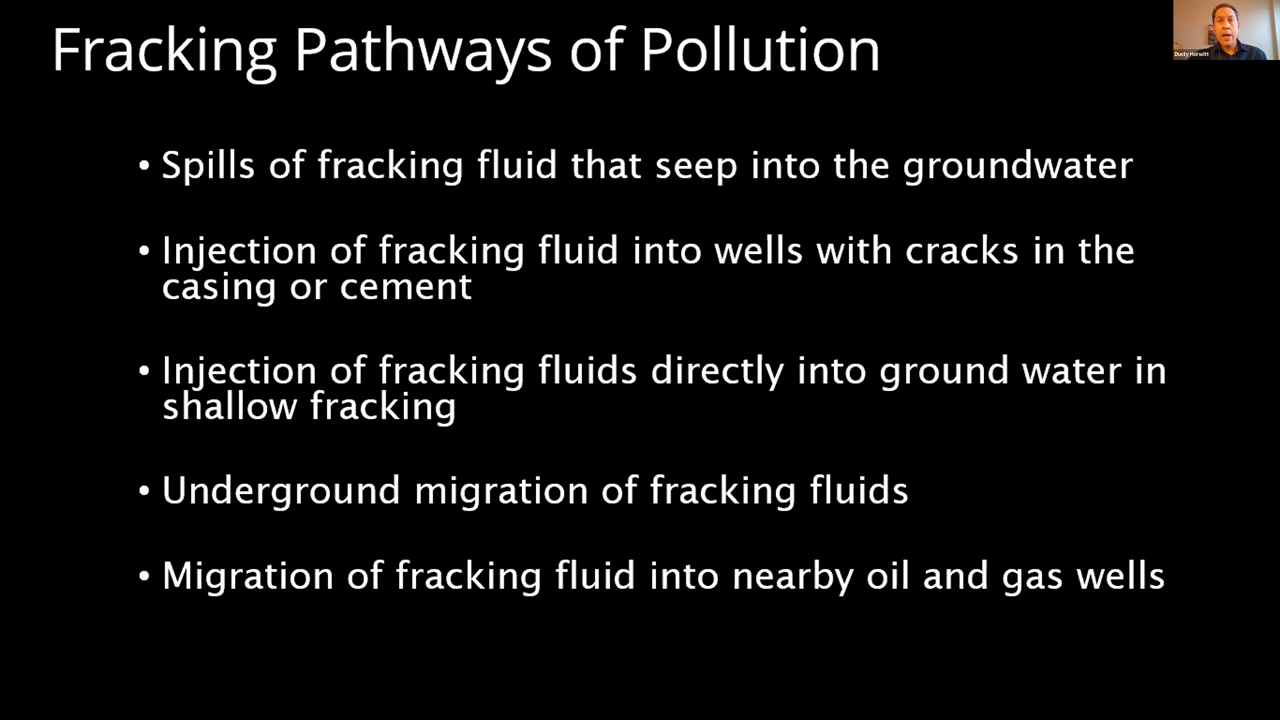 Fracking Pathways of Pollution
Dusty Horwitt
• Spills of fracking fluid that seep into the groundwater
• Injection of fracking fluid into wells with cracks in the
casing or cement
• Injection of fracking fluids directly into ground water in
shallow fracking
• Underground migration of fracking fluids
• Migration of fracking fluid into nearby oil and gas wells